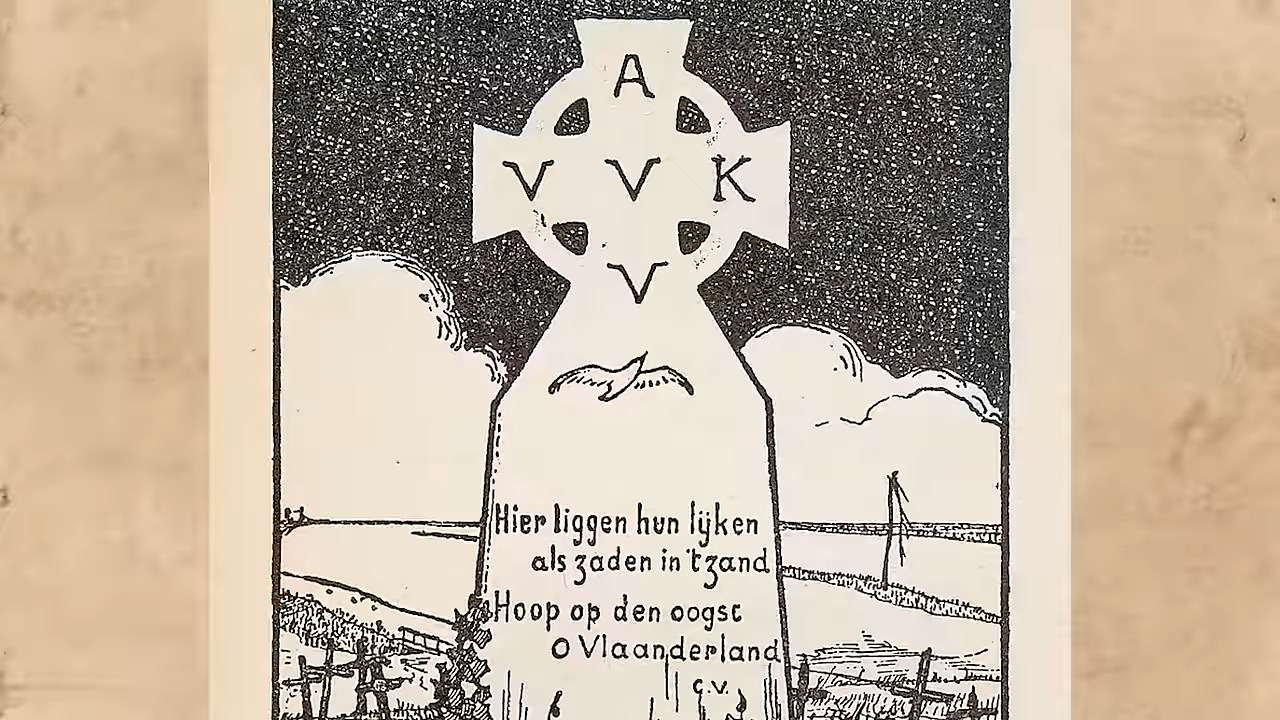 A
V V K
V
Hier liggen hun lijken
als zaden in 't zand
Hoop op den oogst
O Vlaanderland
C.V.